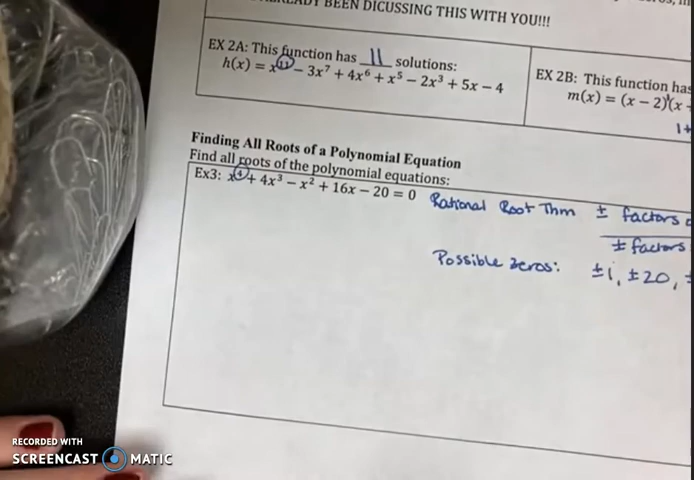 BEEN DICUSSING THIS WITH YOU!!!
EX 2A: This function has 11 solutions:
h(x) = x¹¹ − 3x⁷ + 4x⁶ + x⁵ − 2x³ + 5x − 4
EX 2B: This function has
m(x) = (x − 2)³(x
1+
Finding All Roots of a Polynomial Equation
Find all roots of the polynomial equations:
Ex3: x⁴ + 4x³ − x² + 16x − 20 = 0
Rational Root Thm ± factors
± factors
Possible zeros: ±1, ±20,
RECORDED WITH
SCREENCAST MATIC